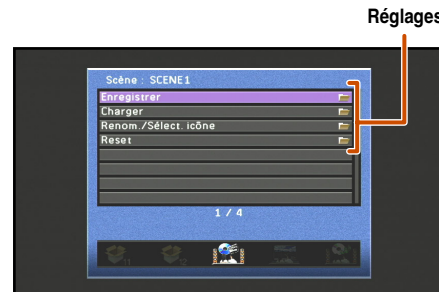 Réglages
Scène : SCENE1
Enregistrer
Charger
Renom./Sélect. icône
Reset
1 / 4